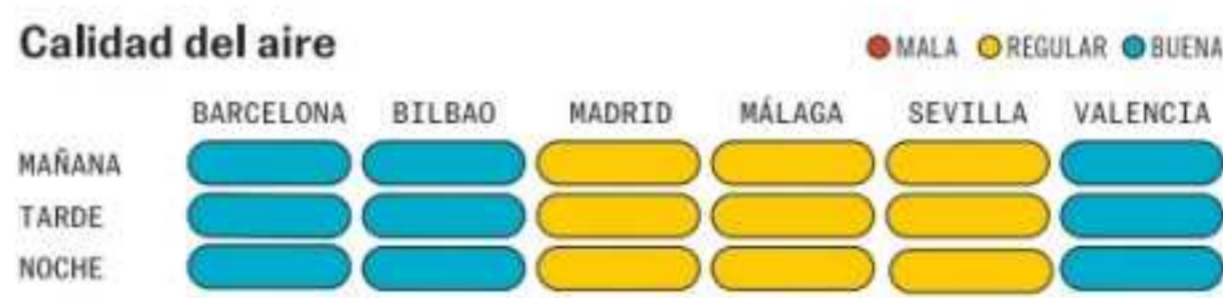 Calidad del aire
MALA REGULAR BUENA
BARCELONA BILBAO MADRID MÁLAGA SEVILLA VALENCIA
MAÑANA
TARDE
NOCHE